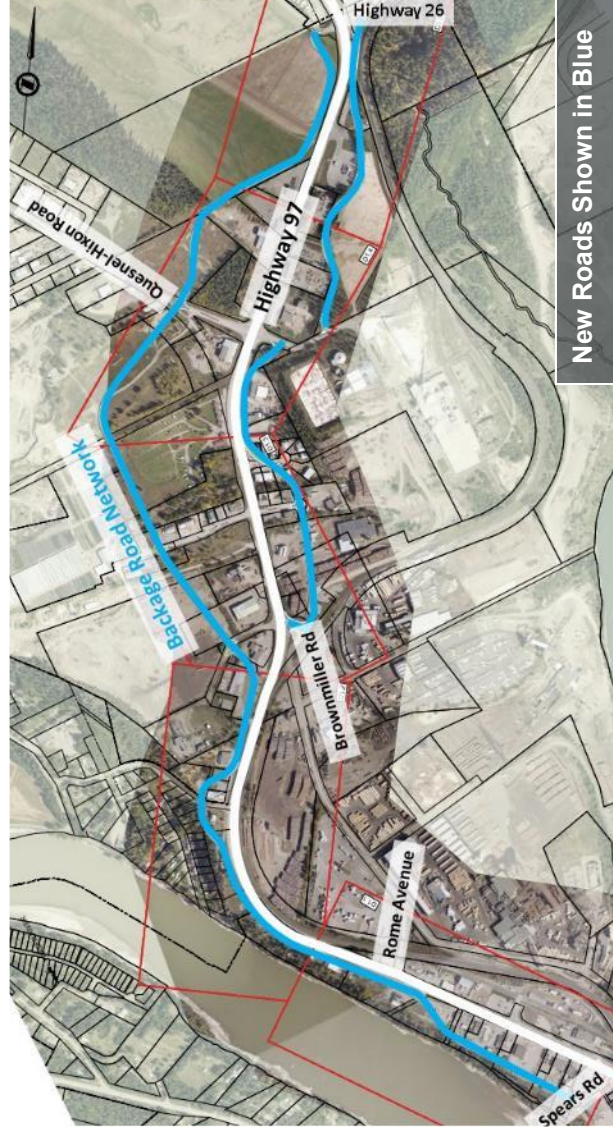 Highway 26
Quesnel-Hixon Road
Highway 97
Backage Road Network
Brownmiller Rd
Rome Avenue
Spears Rd
New Roads Shown in Blue